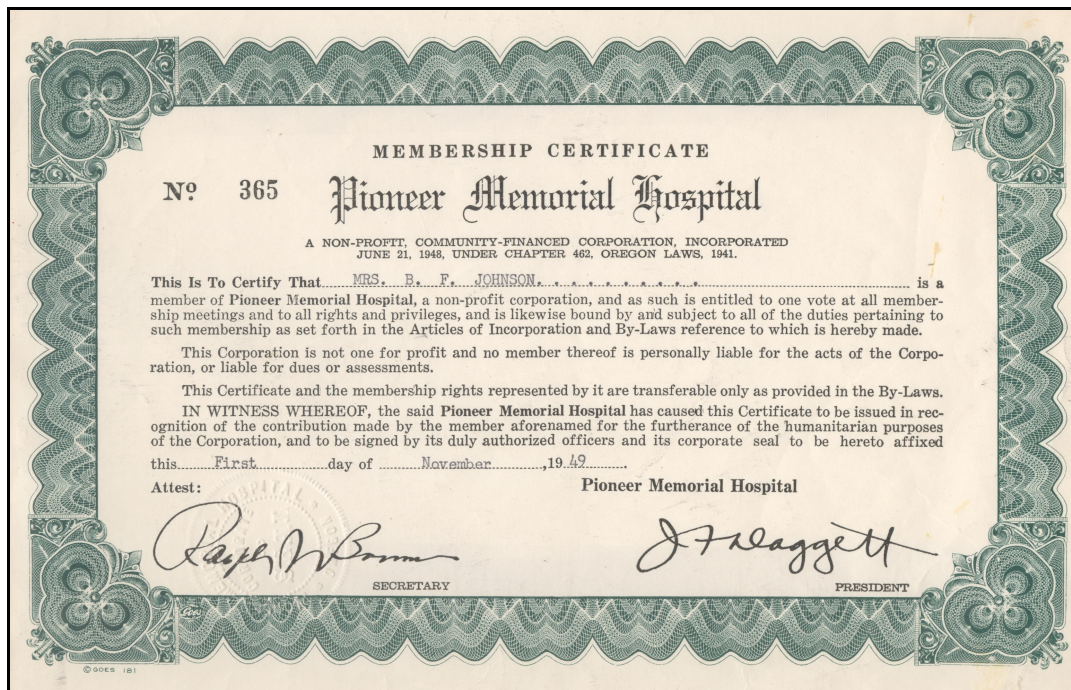 MEMBERSHIP CERTIFICATE
Nº 365 Pioneer Memorial Hospital
A NON-PROFIT, COMMUNITY-FINANCED CORPORATION, INCORPORATED
JUNE 21, 1948, UNDER CHAPTER 462, OREGON LAWS, 1941.
This Is To Certify That MRS. B. F. JOHNSON. . . . . . . . . . is a
member of Pioneer Memorial Hospital, a non-profit corporation, and as such is entitled to one vote at all member-
ship meetings and to all rights and privileges, and is likewise bound by and subject to all of the duties pertaining to
such membership as set forth in the Articles of Incorporation and By-Laws reference to which is hereby made.
This Corporation is not one for profit and no member thereof is personally liable for the acts of the Corpo-
ration, or liable for dues or assessments.
This Certificate and the membership rights represented by it are transferable only as provided in the By-Laws.
IN WITNESS WHEREOF, the said Pioneer Memorial Hospital has caused this Certificate to be issued in rec-
ognition of the contribution made by the member aforenamed for the furtherance of the humanitarian purposes
of the Corporation, and to be signed by its duly authorized officers and its corporate seal to be hereto affixed
this First day of November, 19 49.
Attest: Pioneer Memorial Hospital
Ralph J F Daggett
SECRETARY PRESIDENT
Goes
© GOES 181